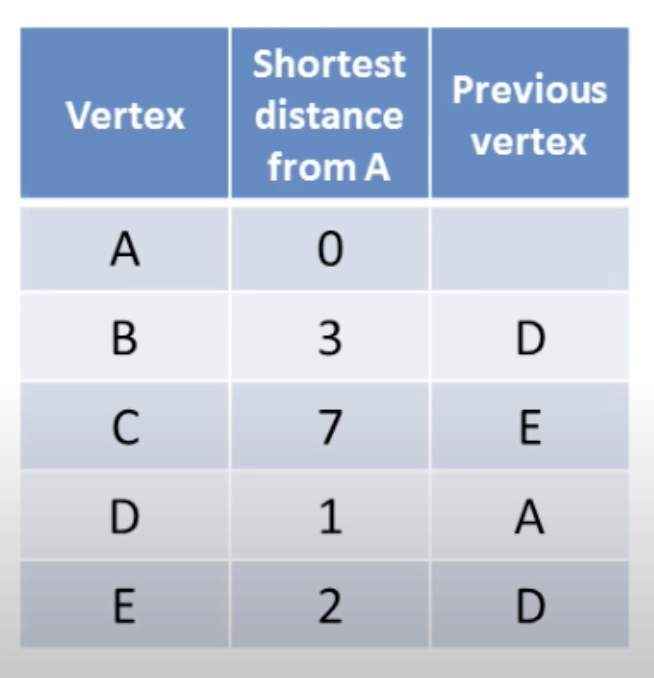 Vertex Shortest distance from A Previous vertex
A 0
B 3 D
C 7 E
D 1 A
E 2 D